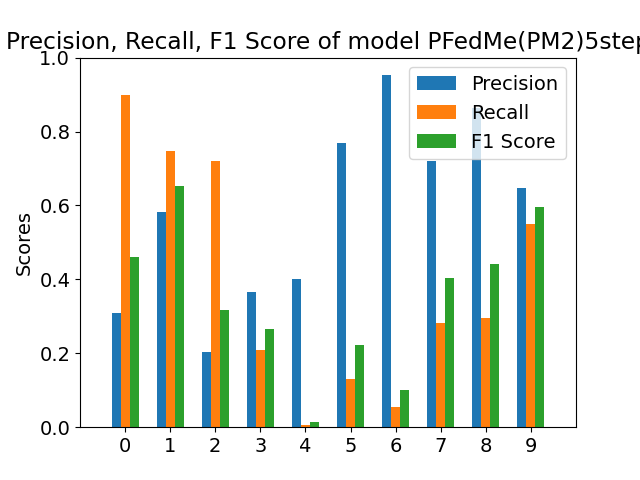 Precision, Recall, F1 Score of model PFedMe(PM2)5step
1.0
0.8
0.6
0.4
0.2
0.0
Scores
Precision
Recall
F1 Score
0 1 2 3 4 5 6 7 8 9